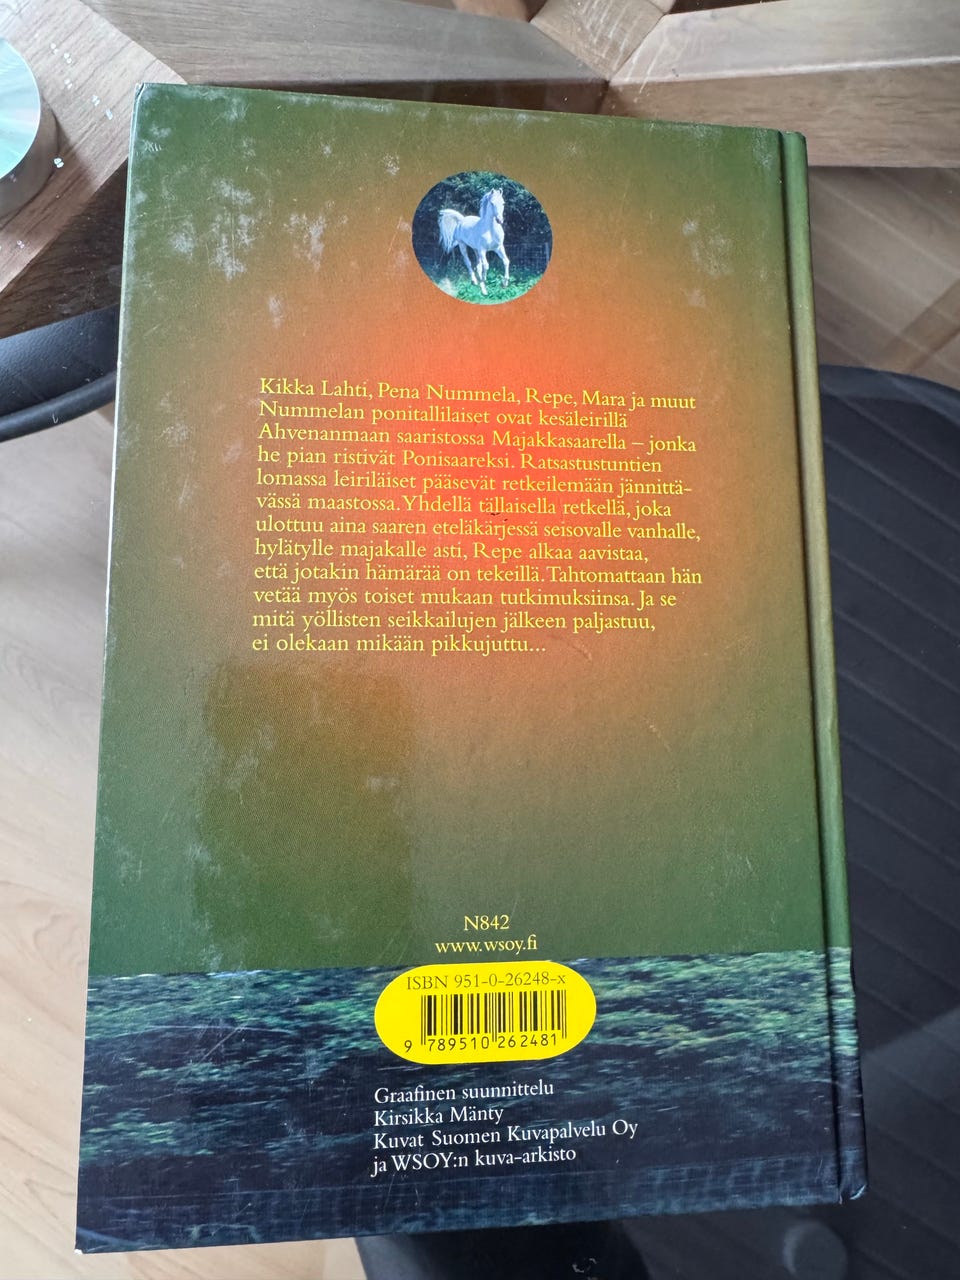 Kikka Lahti, Pena Nummela, Repe, Mara ja muut
Nummelan ponitallilaiset ovat kesäleirillä
Ahvenanmaan saaristossa Majakkasaarella – jonka
he pian ristivät Ponisaareksi. Ratsastustuntien
lomassa leiriläiset pääsevät retkeilemään jännittä-
vässä maastossa. Yhdellä tällaisella retkellä, joka
ulottuu aina saaren eteläkärjessä seisovalle vanhalle,
hylätylle majakalle asti, Repe alkaa aavistaa,
että jotakin hämärää on tekeillä. Tahtomattaan hän
vetää myös toiset mukaan tutkimuksiinsa. Ja se
mitä yöllisten seikkailujen jälkeen paljastuu,
ei olekaan mikään pikkujuttu...
N842
www.wsoy.fi
ISBN 951-0-26248-x
9 789510 262481
Graafinen suunnittelu
Kirsikka Mänty
Kuvat Suomen Kuvapalvelu Oy
ja WSOY:n kuva-arkisto